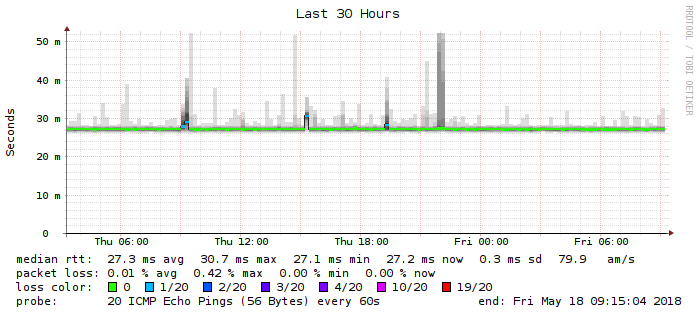 Last 30 Hours
RRDTOOL / TOBI OETIKER
Seconds
50 m
40 m
30 m
20 m
10 m
0
Thu 06:00 Thu 12:00 Thu 18:00 Fri 00:00 Fri 06:00
median rtt: 27.3 ms avg 30.7 ms max 27.1 ms min 27.2 ms now 0.3 ms sd 79.9 am/s
packet loss: 0.01 % avg 0.42 % max 0.00 % min 0.00 % now
loss color: 0 1/20 2/20 3/20 4/20 10/20 19/20
probe: 20 ICMP Echo Pings (56 Bytes) every 60s end: Fri May 18 09:15:04 2018